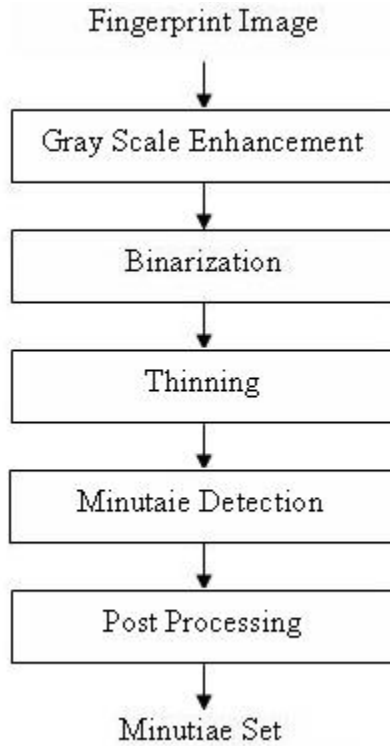 Fingerprint Image
Gray Scale Enhancement
Binarization
Thinning
Minutaie Detection
Post Processing
Minutiae Set